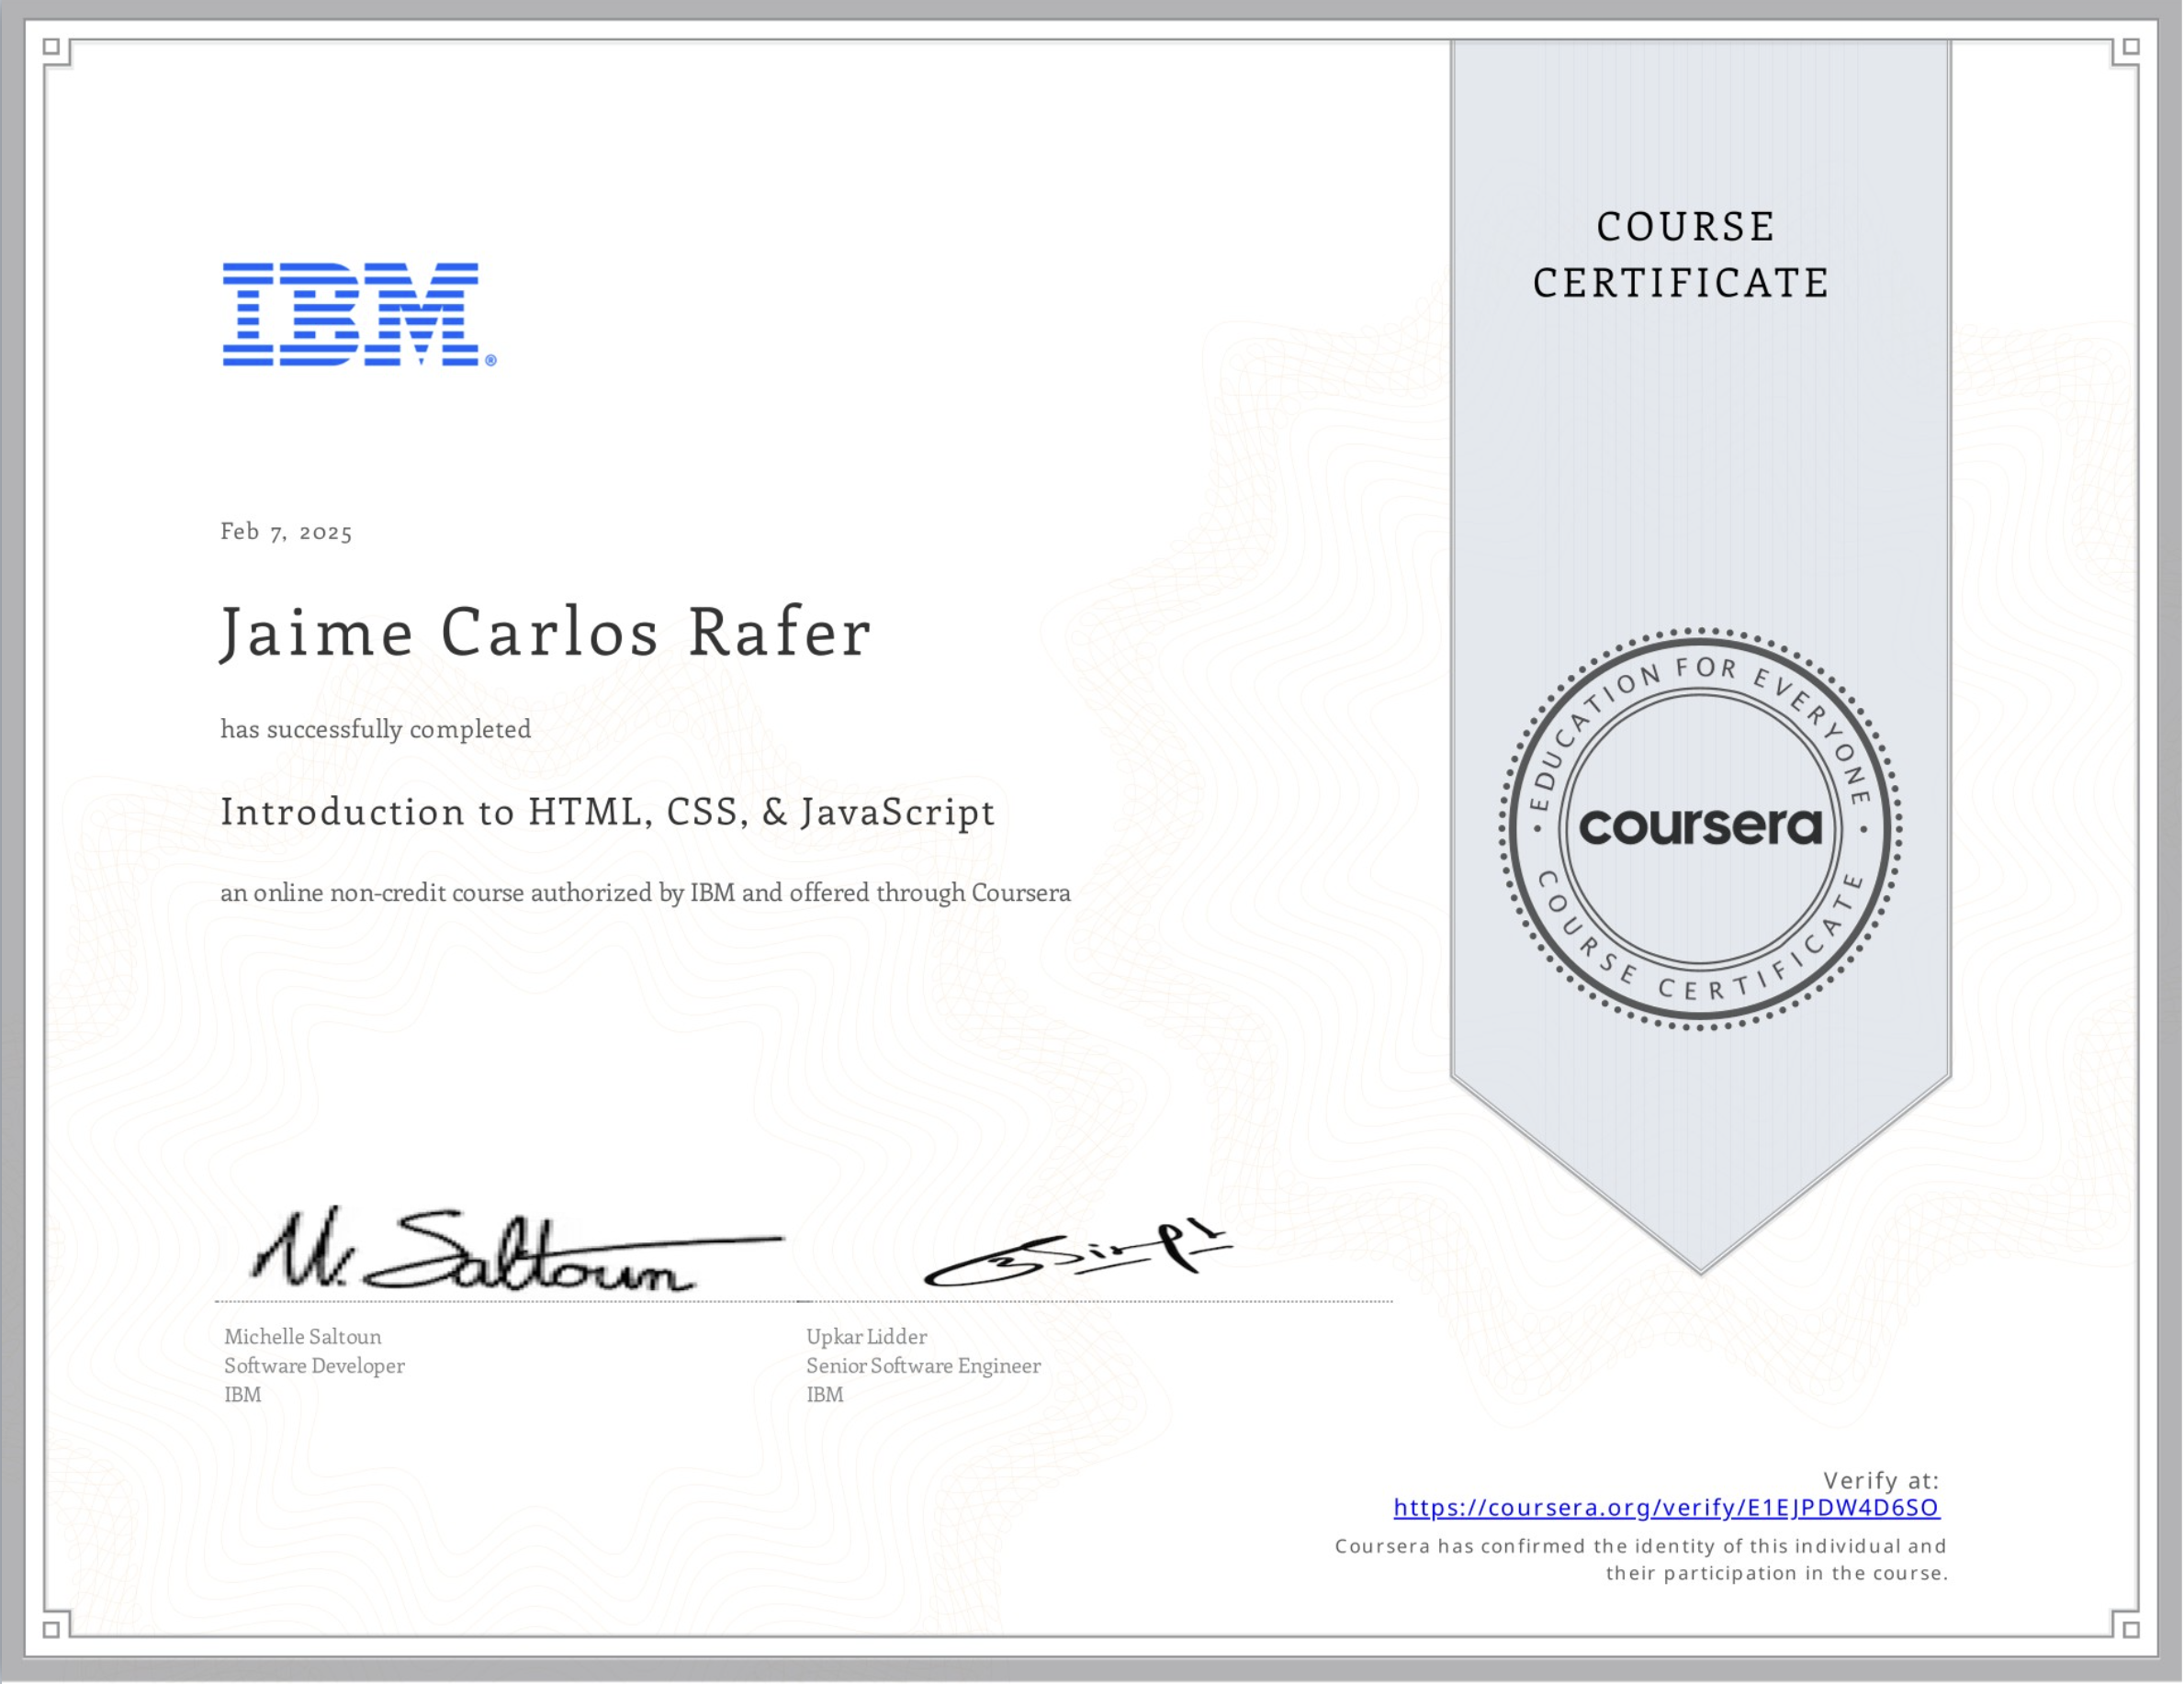 IBM®
COURSE
CERTIFICATE
Feb 7, 2025
Jaime Carlos Rafer
has successfully completed
Introduction to HTML, CSS, & JavaScript
an online non-credit course authorized by IBM and offered through Coursera
• EDUCATION FOR EVERYONE •
coursera
COURSE CERTIFICATE
M. Saltoun
Michelle Saltoun
Software Developer
IBM
Upkar Lidder
Senior Software Engineer
IBM
Verify at:
https://coursera.org/verify/E1EJPDW4D6SO
Coursera has confirmed the identity of this individual and
their participation in the course.